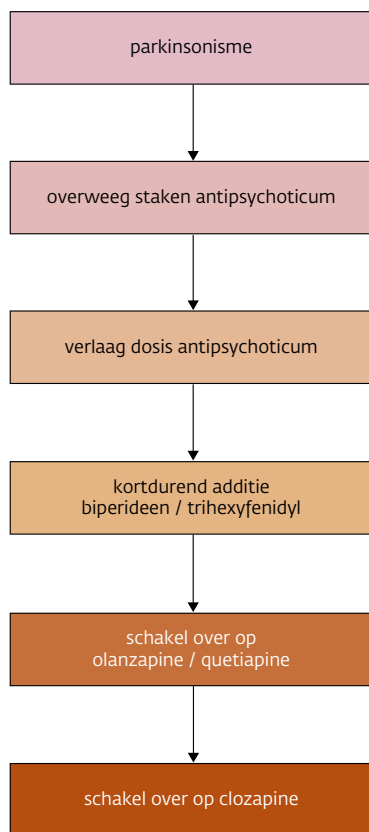 parkinsonisme
overweeg staken antipsychoticum
verlaag dosis antipsychoticum
kortdurend additie
biperideen / trihexyfenidyl
schakel over op
olanzapine / quetiapine
schakel over op clozapine